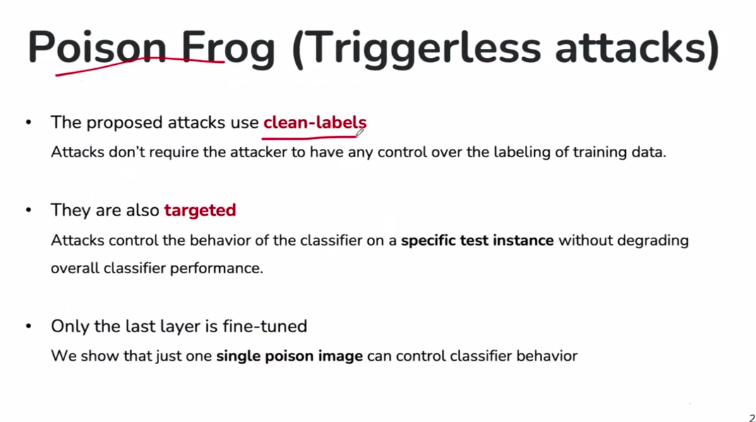 Poison Frog (Triggerless attacks)
• The proposed attacks use clean-labels
Attacks don't require the attacker to have any control over the labeling of training data.
• They are also targeted
Attacks control the behavior of the classifier on a specific test instance without degrading
overall classifier performance.
• Only the last layer is fine-tuned
We show that just one single poison image can control classifier behavior
2